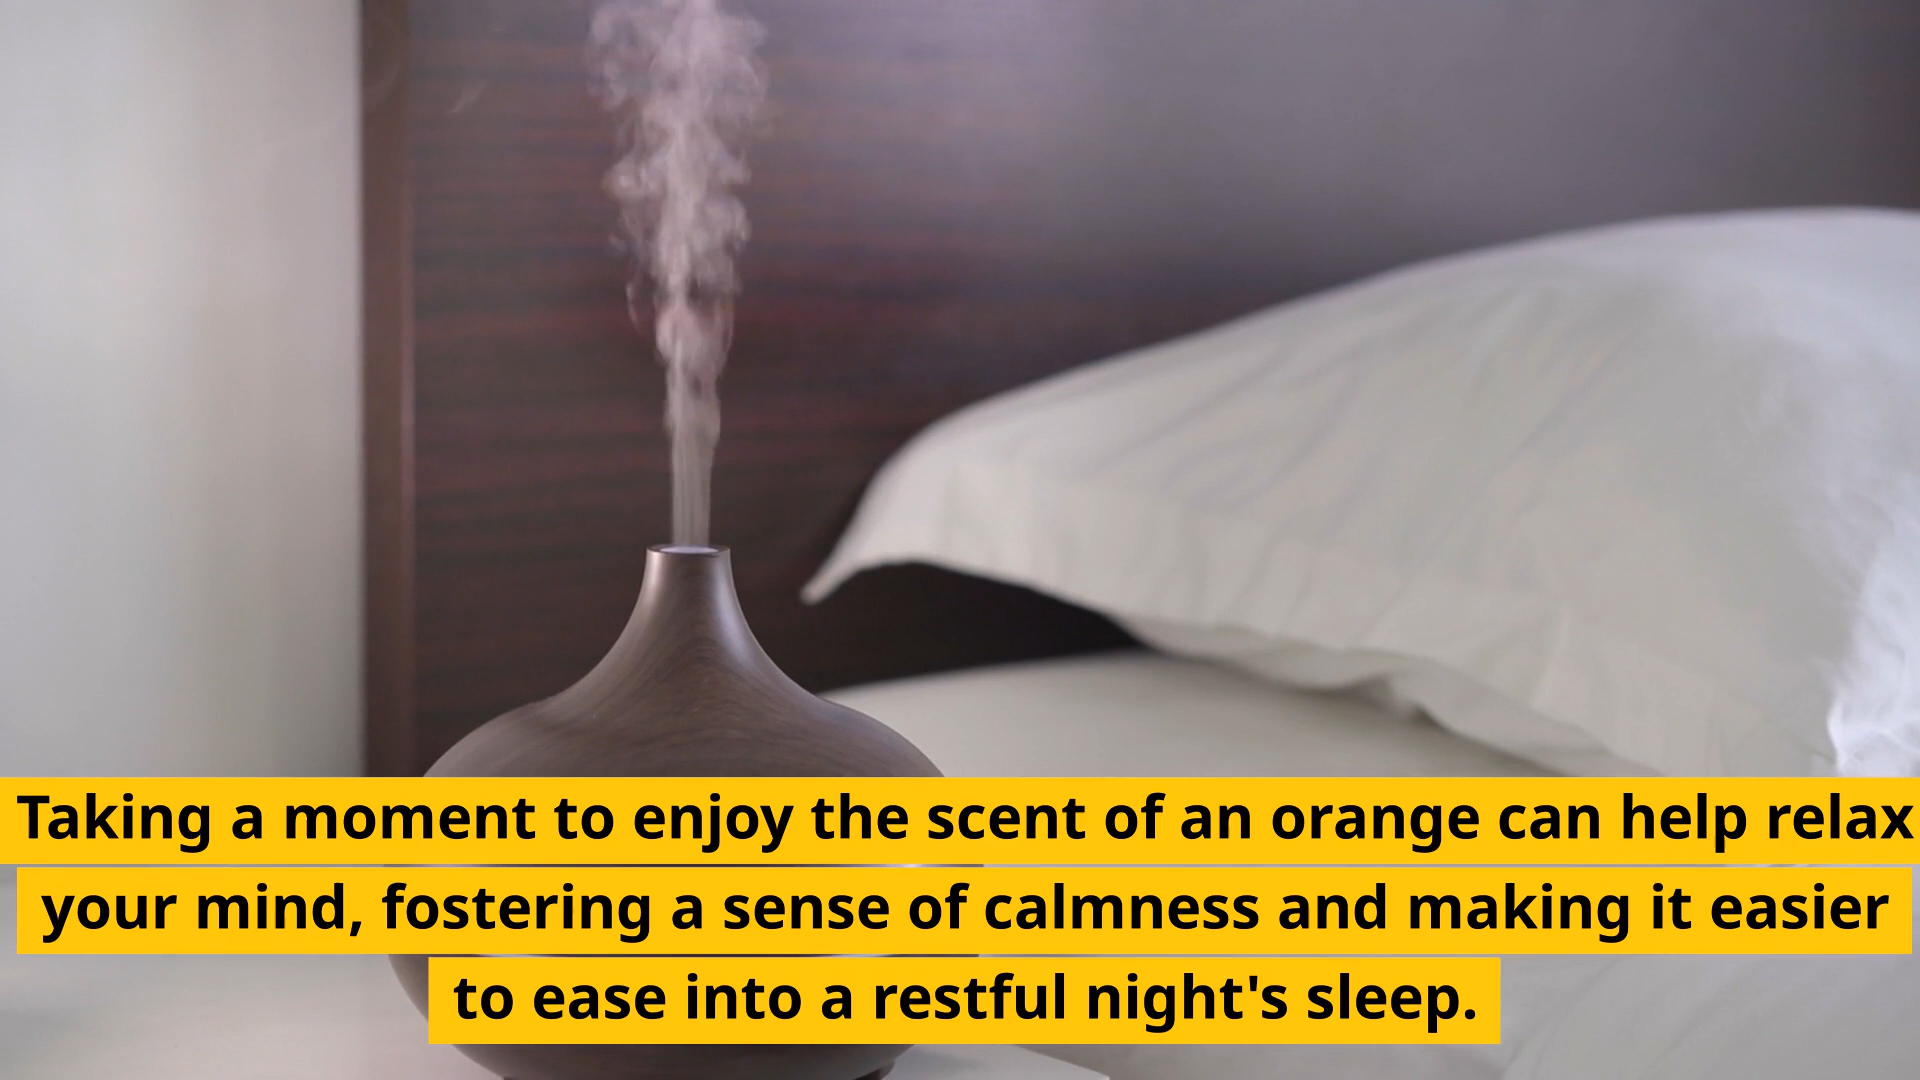 Taking a moment to enjoy the scent of an orange can help relax
your mind, fostering a sense of calmness and making it easier
to ease into a restful night's sleep.